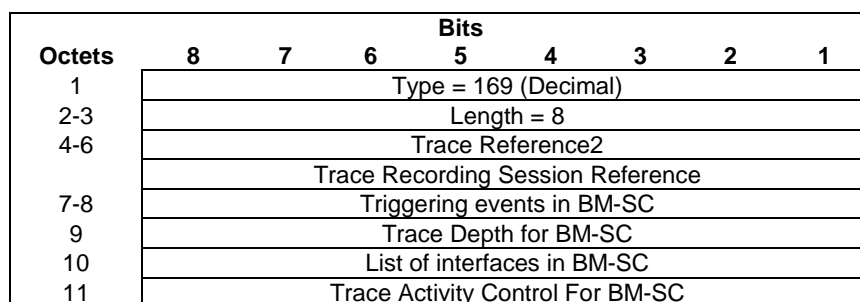 Bits
Octets 8 7 6 5 4 3 2 1
1 Type = 169 (Decimal)
2-3 Length = 8
4-6 Trace Reference2
Trace Recording Session Reference
7-8 Triggering events in BM-SC
9 Trace Depth for BM-SC
10 List of interfaces in BM-SC
11 Trace Activity Control For BM-SC